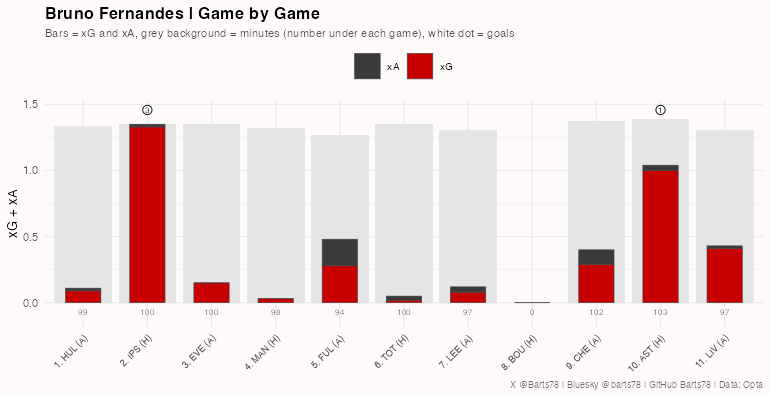 Bruno Fernandes | Game by Game
Bars = xG and xA, grey background = minutes (number under each game), white dot = goals
xA xG
1.5
1.0
0.5
0.0
xG + xA
3 1
99 100 100 98 94 100 97 0 102 103 97
1. HUL (A) 2. IPS (H) 3. EVE (A) 4. MAN (H) 5. FUL (A) 6. TOT (H) 7. LEE (A) 8. BOU (H) 9. CHE (A) 10. AST (H) 11. LIV (A)
X @Barts78 | Bluesky @barts78 | GitHub Barts78 | Data: Opta